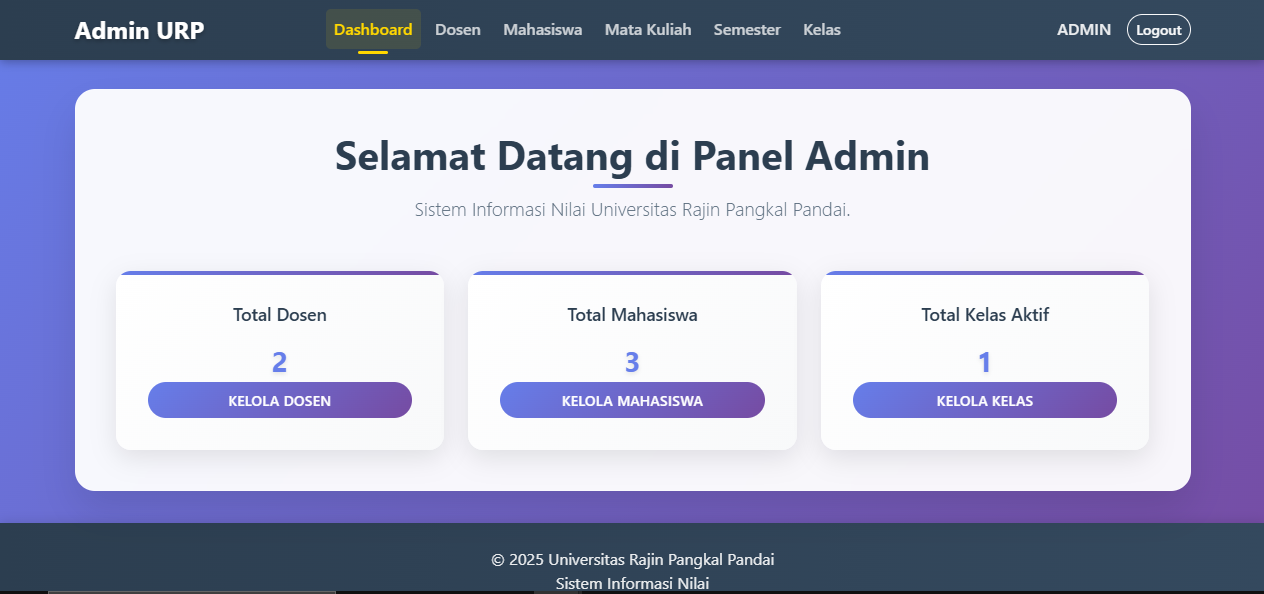 Admin URP
Dashboard
Dosen
Mahasiswa
Mata Kuliah
Semester
Kelas
ADMIN
Logout
Selamat Datang di Panel Admin
Sistem Informasi Nilai Universitas Rajin Pangkal Pandai.
Total Dosen
2
KELOLA DOSEN
Total Mahasiswa
3
KELOLA MAHASISWA
Total Kelas Aktif
1
KELOLA KELAS
© 2025 Universitas Rajin Pangkal Pandai
Sistem Informasi Nilai